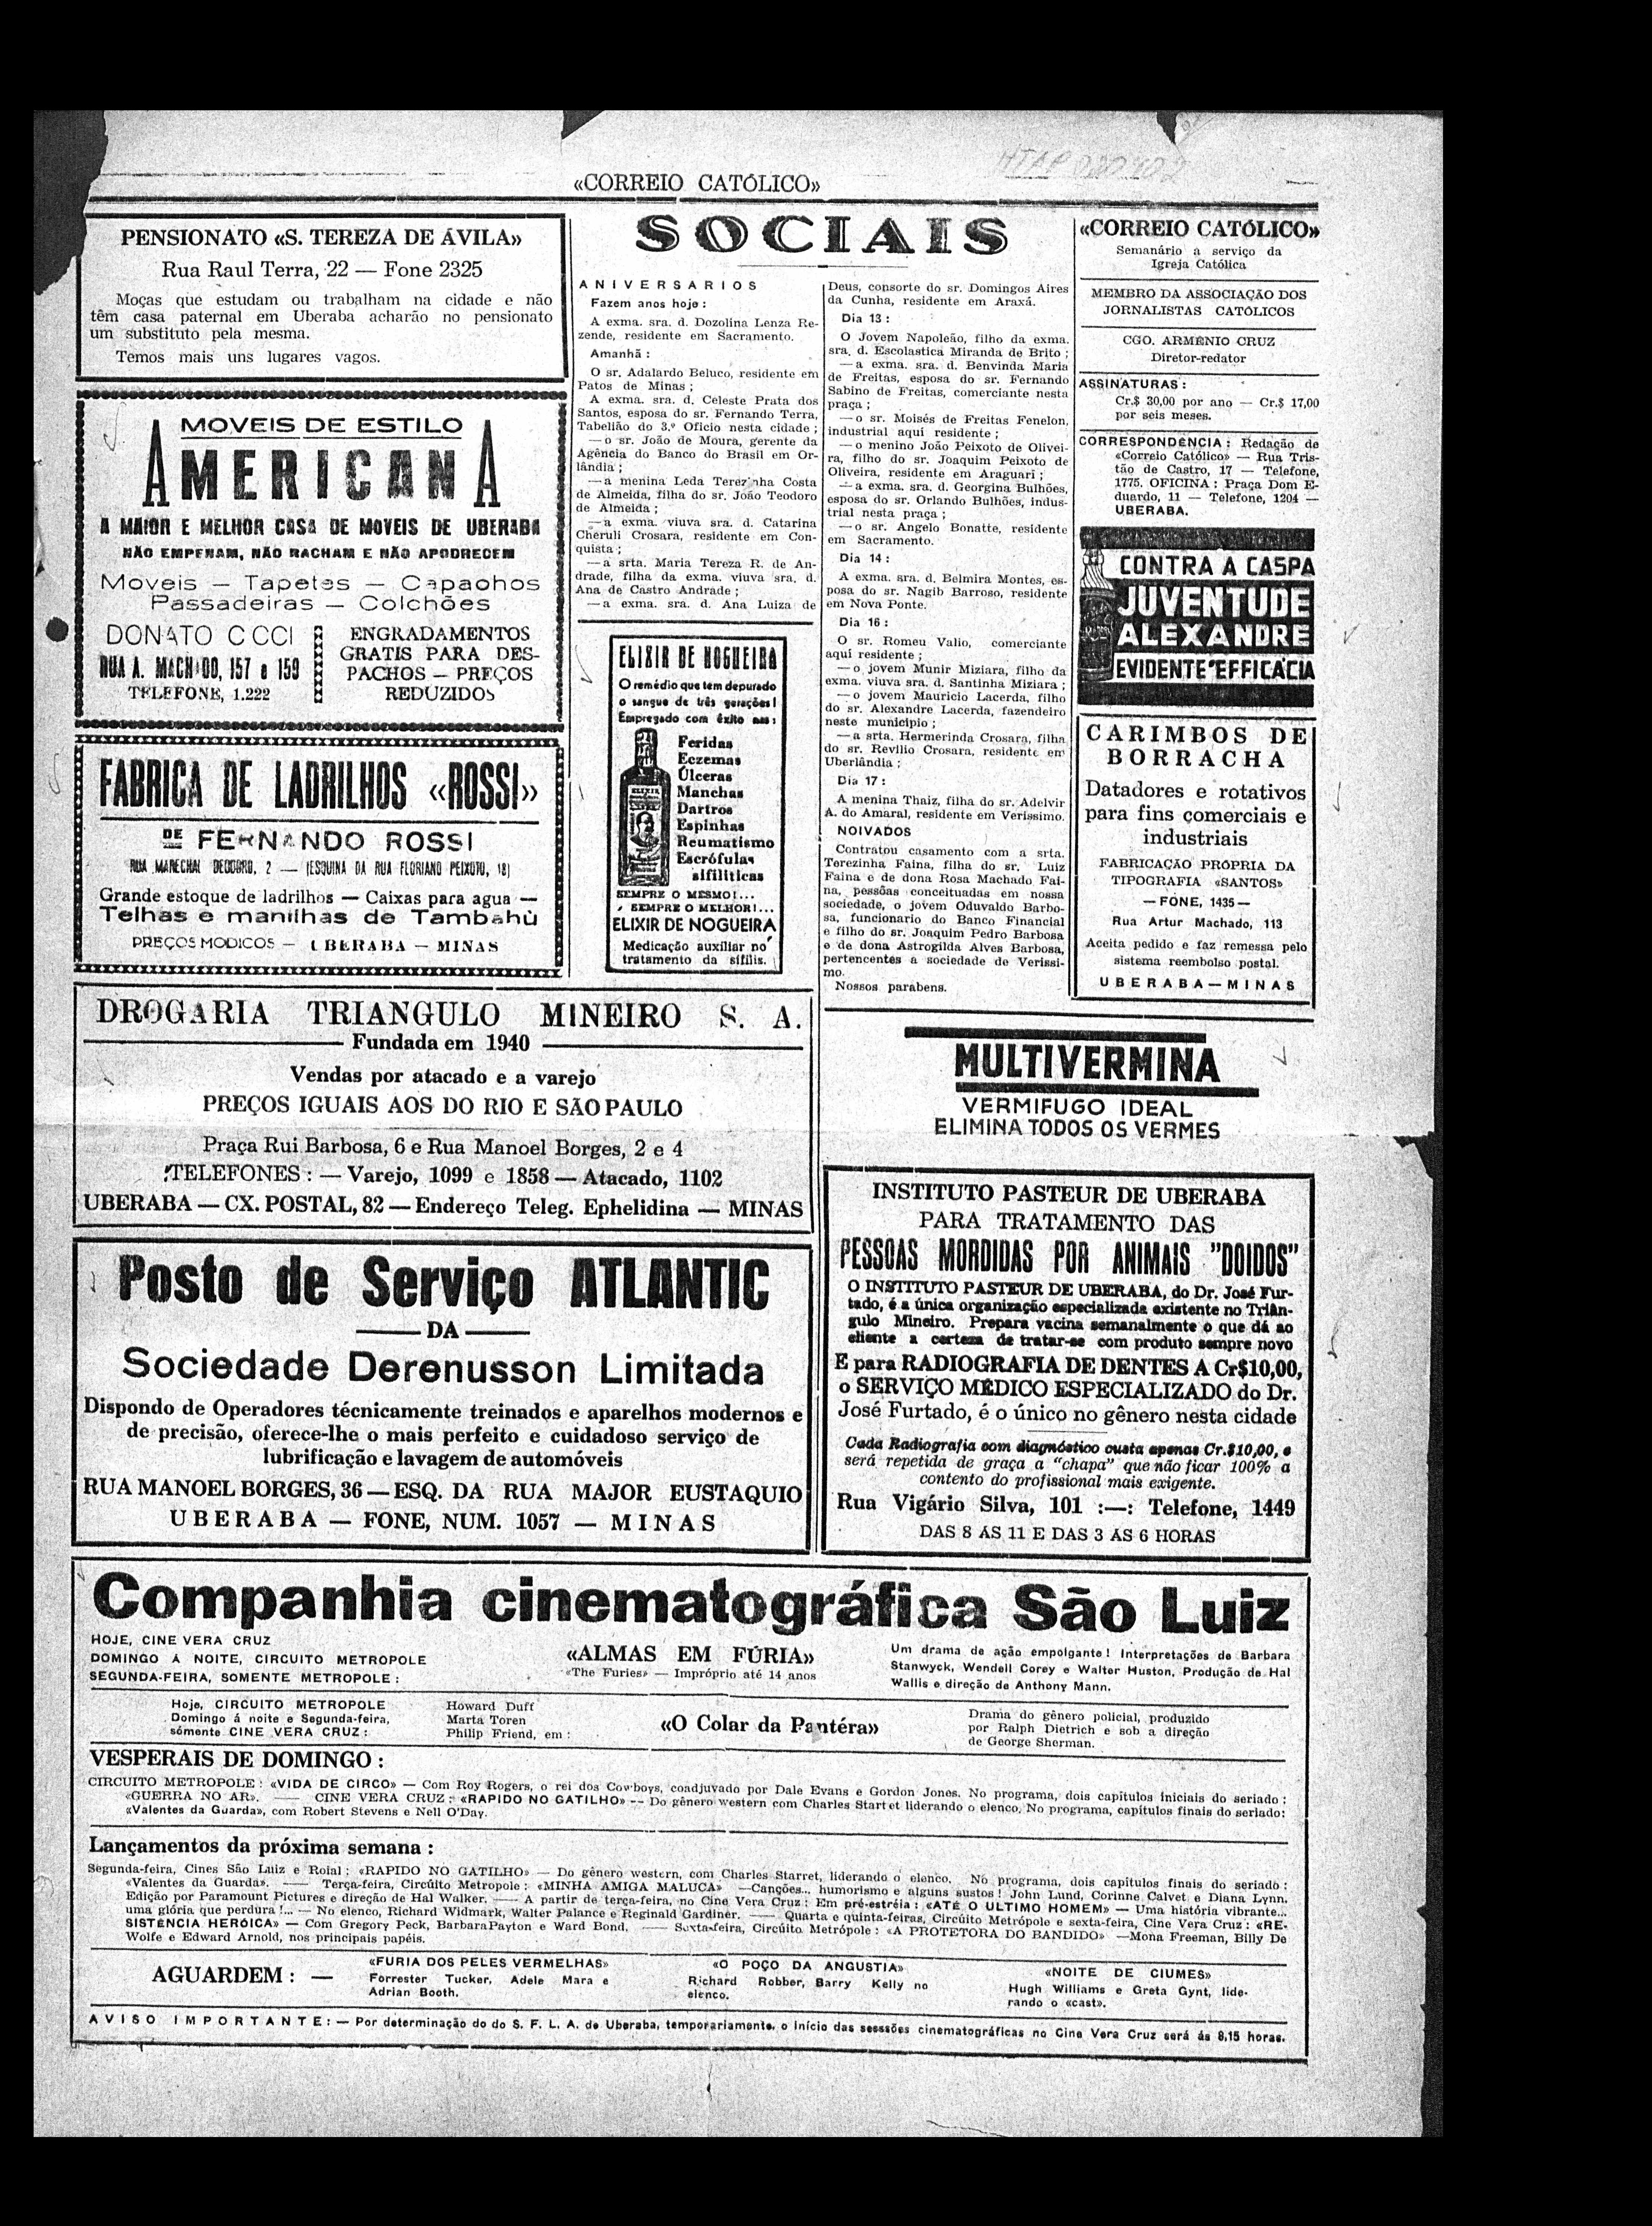 «CORREIO CATÓLICO»
PENSIONATO «S. TEREZA DE ÁVILA»
Rua Raul Terra, 22 — Fone 2325
Moças que estudam ou trabalham na cidade e não
têm casa paternal em Uberaba acharão no pensionato
um substituto pela mesma.
Temos mais uns lugares vagos.
MOVEIS DE ESTILO
AMERICANA
A MAIOR E MELHOR CASA DE MOVEIS DE UBERABA
NÃO EMPENAM, NÃO RACHAM E NÃO APODRECEM
Moveis — Tapetes — Capachos
Passadeiras — Colchões
DONATO CICCI
RUA A. MACHADO, 157 e 159
TELEFONE, 1.222
ENGRADAMENTOS
GRATIS PARA DES-
PACHOS — PREÇOS
REDUZIDOS
FABRICA DE LADRILHOS «ROSSI»
DE FERNANDO ROSSI
RUA MARECHAL DEODORO, 2 — (ESQUINA DA RUA FLORIANO PEIXOTO, 18)
Grande estoque de ladrilhos — Caixas para agua —
Telhas e manilhas de Tambahù
PREÇOS MODICOS — UBERABA — MINAS
SOCIAIS
ANIVERSARIOS
Fazem anos hoje :
A exma. sra. d. Dozolina Lenza Re-
zende, residente em Sacramento.
Amanhã :
O sr. Adalardo Beluco, residente em
Patos de Minas ;
A exma. sra. d. Celeste Prata dos
Santos, esposa do sr. Fernando Terra,
Tabelião do 3.º Oficio nesta cidade ;
—o sr. João de Moura, gerente da
Agência do Banco do Brasil em Or-
lândia ;
—a menina Leda Terezinha Costa
de Almeida, filha do sr. João Teodoro
de Almeida ;
—a exma. viuva sra. d. Catarina
Cheruli Crosara, residente em Con-
quista ;
—a srta. Maria Tereza R. de An-
drade, filha da exma. viuva sra. d.
Ana de Castro Andrade ;
—a exma. sra. d. Ana Luiza de
ELIXIR DE NOGUEIRA
O remédio que tem depurado
o sangue de três gerações!
Empregado com êxito nas:
Feridas
Eczemas
Úlceras
Manchas
Dartros
Espinhas
Reumatismo
Escrófulas
sifilíticas
ELIXIR
SEMPRE O MESMO!...
SEMPRE O MELHOR!...
ELIXIR DE NOGUEIRA
Medicação auxiliar no
tratamento da sífilis.
Deus, consorte do sr. Domingos Aires
da Cunha, residente em Araxá.
Dia 13 :
O Jovem Napoleão, filho da exma.
sra. d. Escolastica Miranda de Brito ;
—a exma. sra. d. Benvinda Maria
de Freitas, esposa do sr. Fernando
Sabino de Freitas, comerciante nesta
praça ;
—o sr. Moisés de Freitas Fenelon,
industrial aqui residente ;
—o menino João Peixoto de Olivei-
ra, filho do sr. Joaquim Peixoto de
Oliveira, residente em Araguari ;
—a exma. sra. d. Georgina Bulhões,
esposa do sr. Orlando Bulhões, indus-
trial nesta praça ;
—o sr. Angelo Bonatte, residente
em Sacramento.
Dia 14 :
A exma. sra. d. Belmira Montes, es-
posa do sr. Nagib Barroso, residente
em Nova Ponte.
Dia 16 :
O sr. Romeu Valio, comerciante
aqui residente ;
—o jovem Munir Miziara, filho da
exma. viuva sra. d. Santinha Miziara ;
—o jovem Mauricio Lacerda, filho
do sr. Alexandre Lacerda, fazendeiro
neste municipio ;
—a srta. Hermerinda Crosara, filha
do sr. Revilio Crosara, residente em
Uberlândia ;
Dia 17 :
A menina Thaiz, filha do sr. Adelvir
A. do Amaral, residente em Verissimo.
NOIVADOS
Contratou casamento com a srta.
Terezinha Faina, filha do sr. Luiz
Faina e de dona Rosa Machado Fai-
na, pessôas conceituadas em nossa
sociedade, o jovem Oduvaldo Barbo-
sa, funcionario do Banco Financial
e filho do sr. Joaquim Pedro Barbosa
e de dona Astrogilda Alves Barbosa,
pertencentes a sociedade de Verissi-
mo.
Nossos parabens.
«CORREIO CATÓLICO»
Semanário a serviço da
Igreja Católica
MEMBRO DA ASSOCIAÇÃO DOS
JORNALISTAS CATÓLICOS
CGO. ARMÊNIO CRUZ
Diretor-redator
ASSINATURAS :
Cr.$ 30,00 por ano — Cr.$ 17,00
por seis meses.
CORRESPONDÊNCIA : Redação de
«Correio Católico» — Rua Tris-
tão de Castro, 17 — Telefone,
1775. OFICINA : Praça Dom E-
duardo, 11 — Telefone, 1204 —
UBERABA.
CONTRA A CASPA
JUVENTUDE
ALEXANDRE
EVIDENTE EFFICÁCIA
CARIMBOS DE
BORRACHA
Datadores e rotativos
para fins comerciais e
industriais
FABRICAÇÃO PRÓPRIA DA
TIPOGRAFIA «SANTOS»
— FONE, 1435 —
Rua Artur Machado, 113
Aceita pedido e faz remessa pelo
sistema reembolso postal.
UBERABA—MINAS
DROGARIA TRIANGULO MINEIRO S. A.
Fundada em 1940
Vendas por atacado e a varejo
PREÇOS IGUAIS AOS DO RIO E SÃO PAULO
Praça Rui Barbosa, 6 e Rua Manoel Borges, 2 e 4
TELEFONES : — Varejo, 1099 e 1858 — Atacado, 1102
UBERABA — CX. POSTAL, 82 — Endereço Teleg. Ephelidina — MINAS
MULTIVERMINA
VERMIFUGO IDEAL
ELIMINA TODOS OS VERMES
Posto de Serviço ATLANTIC
DA
Sociedade Derenusson Limitada
Dispondo de Operadores técnicamente treinados e aparelhos modernos e
de precisão, oferece-lhe o mais perfeito e cuidadoso serviço de
lubrificação e lavagem de automóveis
RUA MANOEL BORGES, 36 — ESQ. DA RUA MAJOR EUSTAQUIO
UBERABA — FONE, NUM. 1057 — MINAS
INSTITUTO PASTEUR DE UBERABA
PARA TRATAMENTO DAS
PESSOAS MORDIDAS POR ANIMAIS "DOIDOS"
O INSTITUTO PASTEUR DE UBERABA, do Dr. José Fur-
tado, é a única organização especializada existente no Triân-
gulo Mineiro. Prepara vacina semanalmente o que dá ao
cliente a certeza de tratar-se com produto sempre novo
E para RADIOGRAFIA DE DENTES A Cr$10,00,
o SERVIÇO MÉDICO ESPECIALIZADO do Dr.
José Furtado, é o único no gênero nesta cidade
Cada Radiografia com diagnóstico custa apenas Cr.$10,00, e
será repetida de graça a "chapa" que não ficar 100% a
contento do profissional mais exigente.
Rua Vigário Silva, 101 :—: Telefone, 1449
DAS 8 ÁS 11 E DAS 3 ÁS 6 HORAS
Companhia cinematográfica São Luiz
HOJE, CINE VERA CRUZ
DOMINGO Á NOITE, CIRCUITO METROPOLE
SEGUNDA-FEIRA, SOMENTE METROPOLE :
«ALMAS EM FÚRIA»
«The Furies» — Impróprio até 14 anos
Um drama de ação empolgante ! Interpretações de Barbara
Stanwyck, Wendell Corey e Walter Huston. Produção de Hal
Wallis e direção de Anthony Mann.
Hoje, CIRCUITO METROPOLE
Domingo á noite e Segunda-feira,
sómente CINE VERA CRUZ :
Howard Duff
Marta Toren
Philip Friend, em :
«O Colar da Pantéra»
Drama do gênero policial, produzido
por Ralph Dietrich e sob a direção
de George Sherman.
VESPERAIS DE DOMINGO :
CIRCUITO METROPOLE : «VIDA DE CIRCO» — Com Roy Rogers, o rei dos Cowboys, coadjuvado por Dale Evans e Gordon Jones. No programa, dois capitulos iniciais do seriado :
«GUERRA NO AR». —— CINE VERA CRUZ : «RAPIDO NO GATILHO» -- Do gênero western com Charles Starret liderando o elenco. No programa, capitulos finais do seriado:
«Valentes da Guarda», com Robert Stevens e Nell O'Day.
Lançamentos da próxima semana :
Segunda-feira, Cines São Luiz e Roial : «RAPIDO NO GATILHO» — Do gênero western, com Charles Starret, liderando o elenco. No programa, dois capitulos finais do seriado :
«Valentes da Guarda». —— Terça-feira, Circúito Metropole : «MINHA AMIGA MALUCA» —Canções... humorismo e alguns sustos ! John Lund, Corinne Calvet e Diana Lynn.
Edição por Paramount Pictures e direção de Hal Walker. —— A partir de terça-feira, no Cine Vera Cruz : Em pré-estréia : «ATÉ O ULTIMO HOMEM» — Uma história vibrante...
uma glória que perdura !... — No elenco, Richard Widmark, Walter Palance e Reginald Gardiner. —— Quarta e quinta-feiras, Circúito Metrópole e sexta-feira, Cine Vera Cruz : «RE-
SISTÊNCIA HERÓICA» — Com Gregory Peck, BarbaraPayton e Ward Bond. —— Sexta-feira, Circúito Metrópole : «A PROTETORA DO BANDIDO» —Mona Freeman, Billy De
Wolfe e Edward Arnold, nos principais papéis.
AGUARDEM : —
«FURIA DOS PELES VERMELHAS»
Forrester Tucker, Adele Mara e
Adrian Booth.
«O POÇO DA ANGUSTIA»
Richard Robber, Barry Kelly no
elenco.
«NOITE DE CIUMES»
Hugh Williams e Greta Gynt, lide-
rando o «cast».
AVISO IMPORTANTE: — Por determinação do do S. F. L. A. de Uberaba, temporariamente, o Início das sesssões cinematográficas no Cine Vera Cruz será ás 8,15 horas.